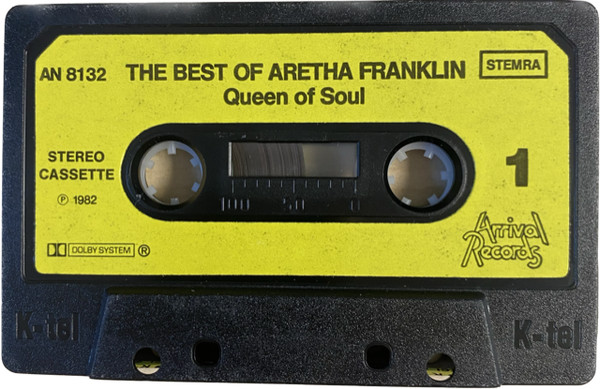 AN 8132
THE BEST OF ARETHA FRANKLIN
STEMRA
Queen of Soul
STEREO
CASSETTE
℗ 1982
1
DOLBY SYSTEM ®
Arrival
Records
K-tel
K-tel